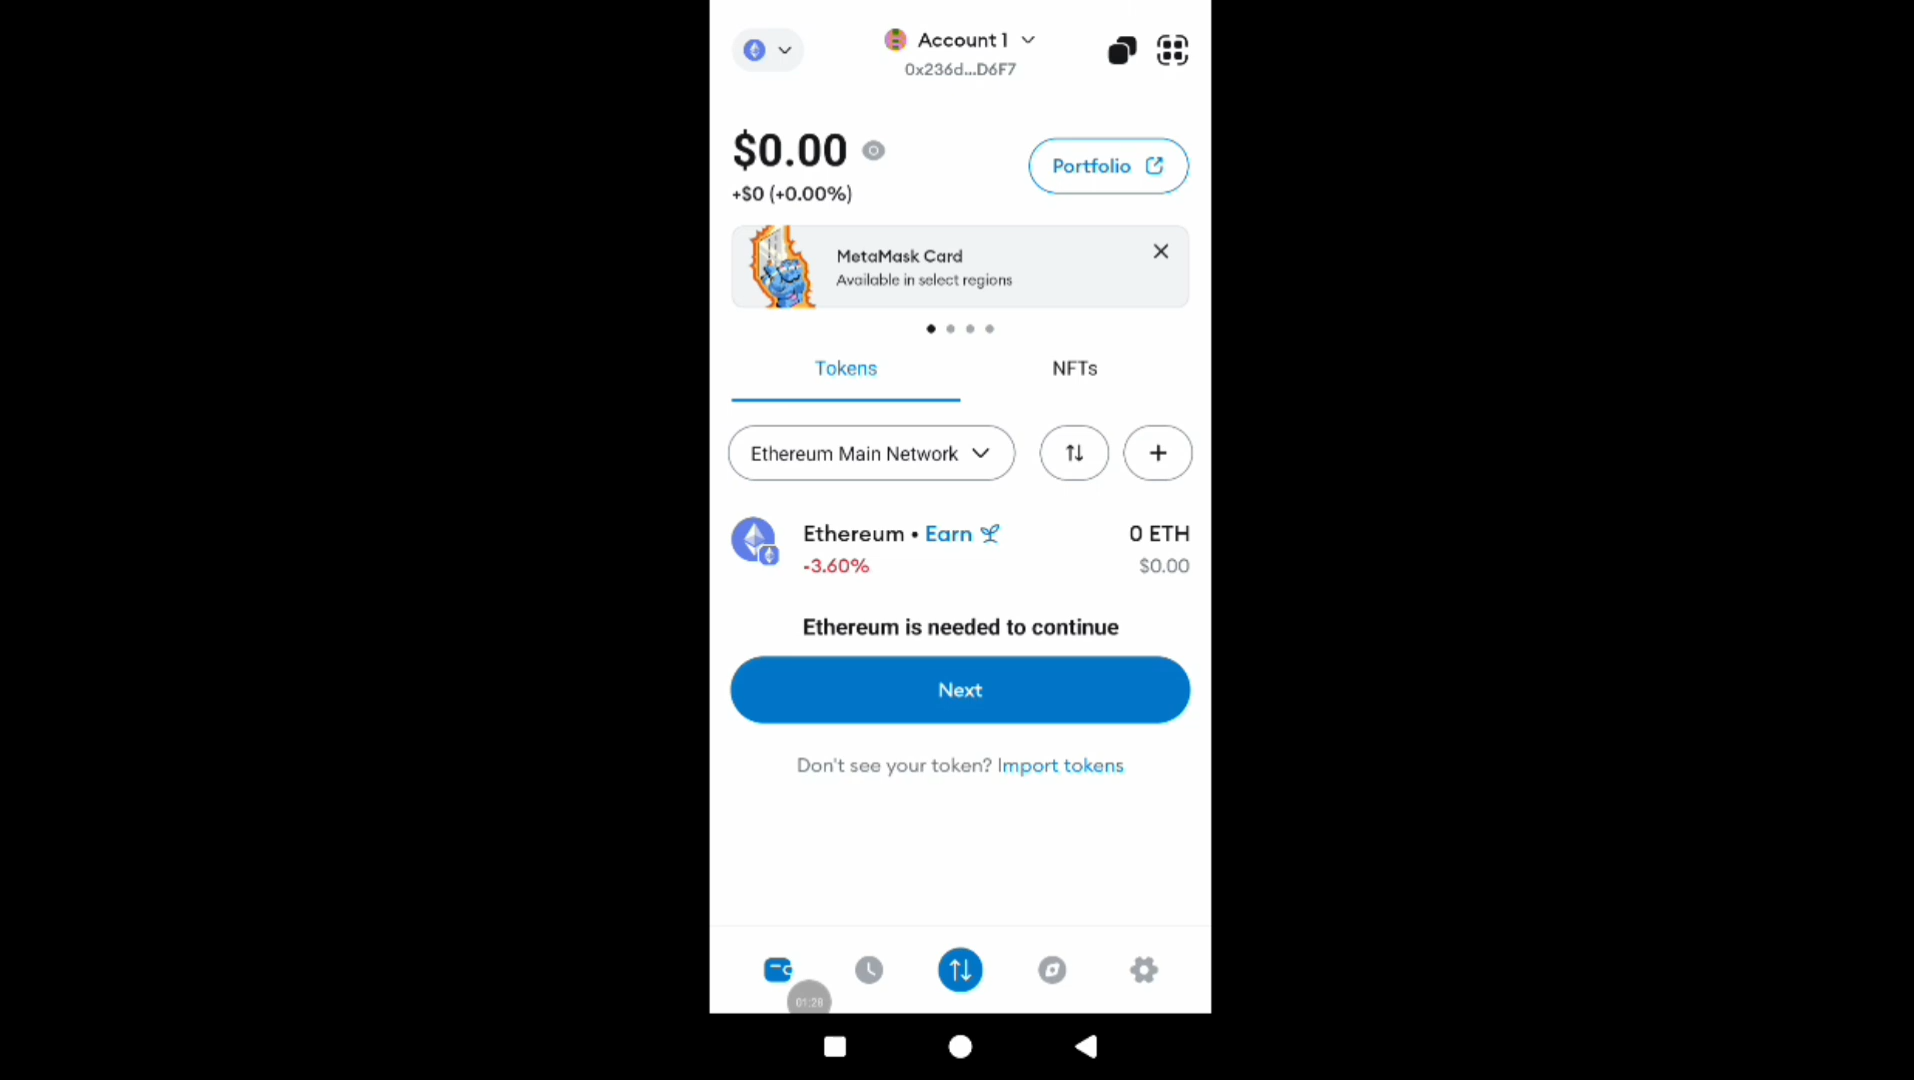 Account 1
0x236d...D6F7
$0.00
Portfolio
+$0 (+0.00%)
MetaMask Card
Available in select regions
Tokens
NFTs
Ethereum Main Network
Ethereum • Earn
0 ETH
-3.60%
$0.00
Ethereum is needed to continue
Next
Don't see your token? Import tokens
01:28